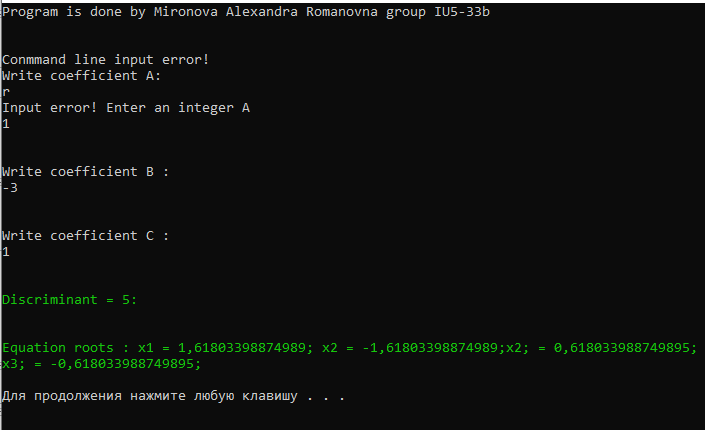 Program is done by Mironova Alexandra Romanovna group IU5-33b
Conmmand line input error!
Write coefficient A:
r
Input error! Enter an integer A
1
Write coefficient B :
-3
Write coefficient C :
1
Discriminant = 5:
Equation roots : x1 = 1,61803398874989; x2 = -1,61803398874989;x2; = 0,618033988749895;
x3; = -0,618033988749895;
Для продолжения нажмите любую клавишу . . .